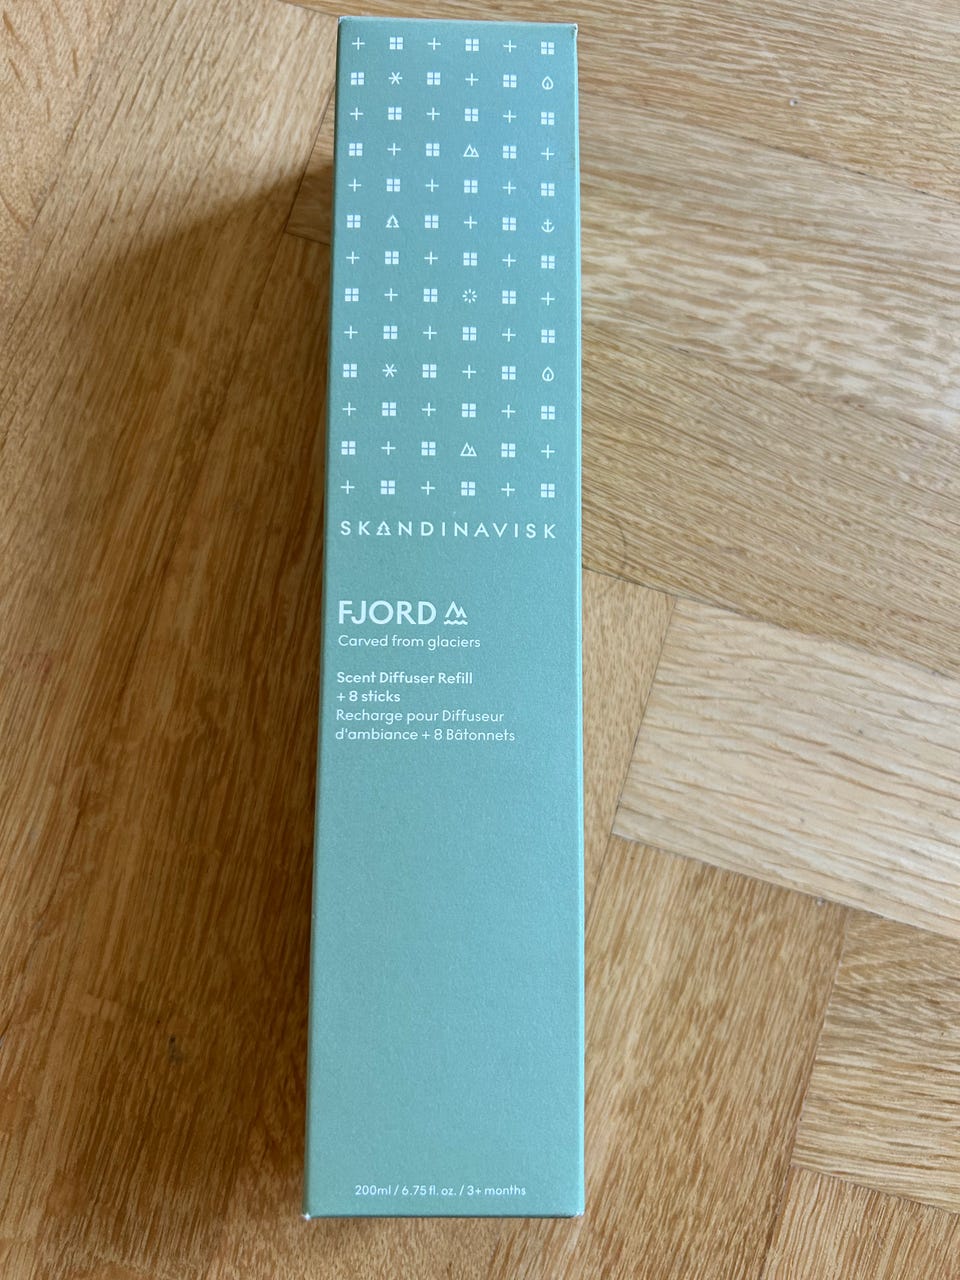 SKANDINAVISK
FJORD
Carved from glaciers
Scent Diffuser Refill
+ 8 sticks
Recharge pour Diffuseur
d'ambiance + 8 Bâtonnets
200ml / 6.75 fl. oz. / 3+ months